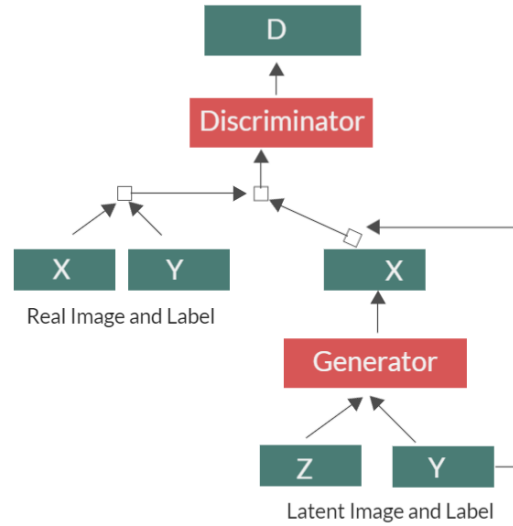 D
Discriminator
X
Y
Real Image and Label
X
Generator
Z
Y
Latent Image and Label